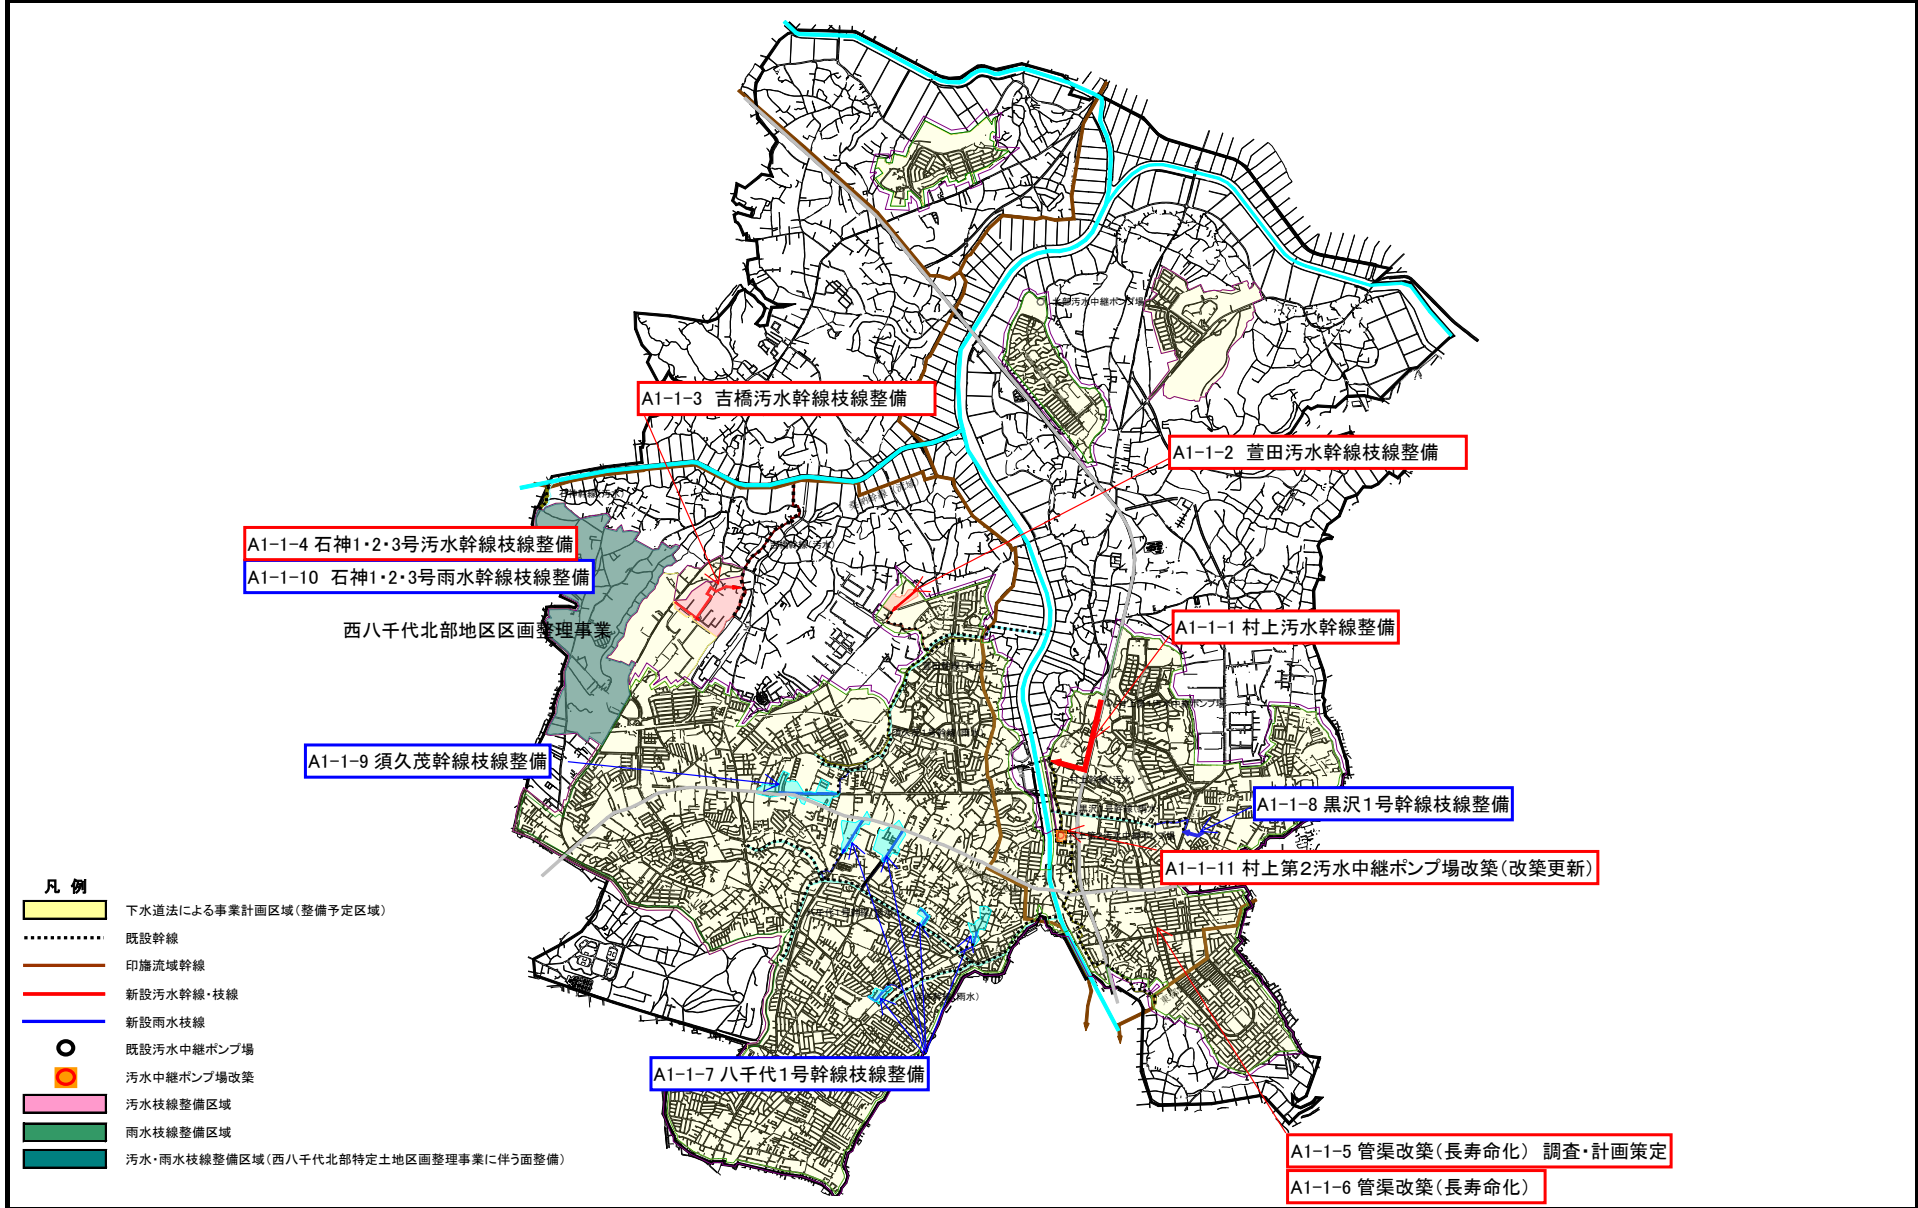 A1-1-3 吉橋汚水幹線枝線整備
A1-1-2 萱田汚水幹線枝線整備
A1-1-4 石神1・2・3号汚水幹線枝線整備
A1-1-10 石神1・2・3号雨水幹線枝線整備
西八千代北部地区区画整理事業
A1-1-1 村上汚水幹線整備
A1-1-9 須久茂幹線枝線整備
A1-1-8 黒沢1号幹線枝線整備
A1-1-11 村上第2汚水中継ポンプ場改築(改築更新)
A1-1-7 八千代1号幹線枝線整備
A1-1-5 管渠改築(長寿命化) 調査・計画策定
A1-1-6 管渠改築(長寿命化)
凡 例
下水道法による事業計画区域(整備予定区域)
既設幹線
印旛流域幹線
新設汚水幹線・枝線
新設雨水枝線
既設汚水中継ポンプ場
汚水中継ポンプ場改築
汚水枝線整備区域
雨水枝線整備区域
汚水・雨水枝線整備区域(西八千代北部特定土地区画整理事業に伴う面整備)